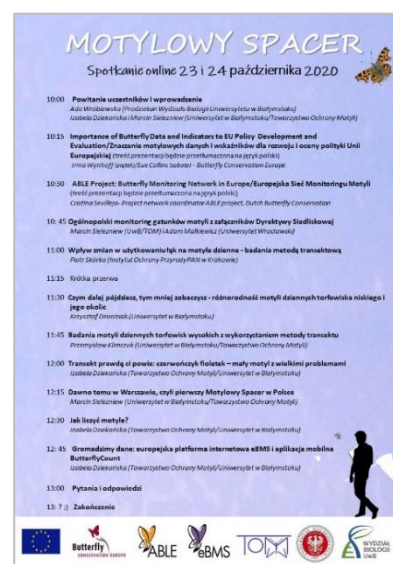 MOTYLOWY SPACER
Spotkanie online 23 i 24 października 2020
10:00 Powitanie uczestników i wprowadzenie
Ada Wróblewska (Prodziekan Wydziału Biologii Uniwersytetu w Białymstoku)
Izabela Dziekańska i Marcin Sielezniew (Uniwersytet w Białymstoku/Towarzystwo Ochrony Motyli)
10:15 Importance of Butterfly Data and Indicators to EU Policy Development and
Evaluation/Znaczenie motylowych danych i wskaźników dla rozwoju i oceny polityki Unii
Europejskiej (treść prezentacji będzie przetłumaczona na język polski)
Irma Wynhoff (spięty)/Sue Collins (sobota) - Butterfly Conservation Europe
10:30 ABLE Project: Butterfly Monitoring Network in Europe/Europejska Sieć Monitoringu Motyli
(treść prezentacji będzie przetłumaczona na język polski)
Cristina Sevilleja- Project network coordinator ABLE project, Dutch Butterfly Conservation
10: 45 Ogólnopolski monitoring gatunków motyli z załączników Dyrektywy Siedliskowej
Marcin Sielezniew (UwB/TOM) i Adam Malkiewicz (Uniwersytet Wrocławski)
11:00 Wpływ zmian w użytkowaniu łąk na motyle dzienne - badania metodą transektową
Piotr Skórka (Instytut Ochrony Przyrody PAN w Krakowie)
11:15 Krótka przerwa
11:30 Czym dalej pójdziesz, tym mniej zobaczysz - różnorodność motyli dziennych torfowiska niskiego i
jego okolic
Krzysztof Deoniziak (Uniwersytet w Białymstoku)
11:45 Badania motyli dziennych torfowisk wysokich z wykorzystaniem metody transektu
Przemysław Klimczuk (Uniwersytet w Białymstoku/Towarzystwo Ochrony Motyli)
12:00 Transekt prawdę ci powie: czerwończyk fioletek – mały motyl z wielkimi problemami
Izabela Dziekańska (Towarzystwo Ochrony Motyli/Uniwersytet w Białymstoku)
12:15 Dawno temu w Warszawie, czyli pierwszy Motylowy Spacer w Polsce
Marcin Sielezniew (Uniwersytet w Białymstoku/Towarzystwo Ochrony Motyli)
12:30 Jak liczyć motyle?
Izabela Dziekańska (Towarzystwo Ochrony Motyli/Uniwersytet w Białymstoku)
12: 45 Gromadzimy dane: europejska platforma internetowa eBMS i aplikacja mobilna
ButterflyCount
Izabela Dziekańska (Towarzystwo Ochrony Motyli/Uniwersytet w Białymstoku)
13:00 Pytania i odpowiedzi
13: ? ;) Zakończenie
Butterfly
CONSERVATION EUROPE
ABLE
eBMS
TOM
WYDZIAŁ
BIOLOGII
UwB